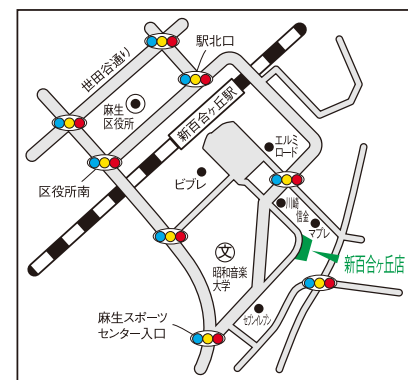 駅北口
世田谷通り
麻生
区役所
新百合ヶ丘駅
エルミ
ロード
区役所南
ビブレ
川崎
信金
マプレ
文
昭和音楽
大学
新百合ヶ丘店
麻生スポーツ
センター入口
セブンイレブン